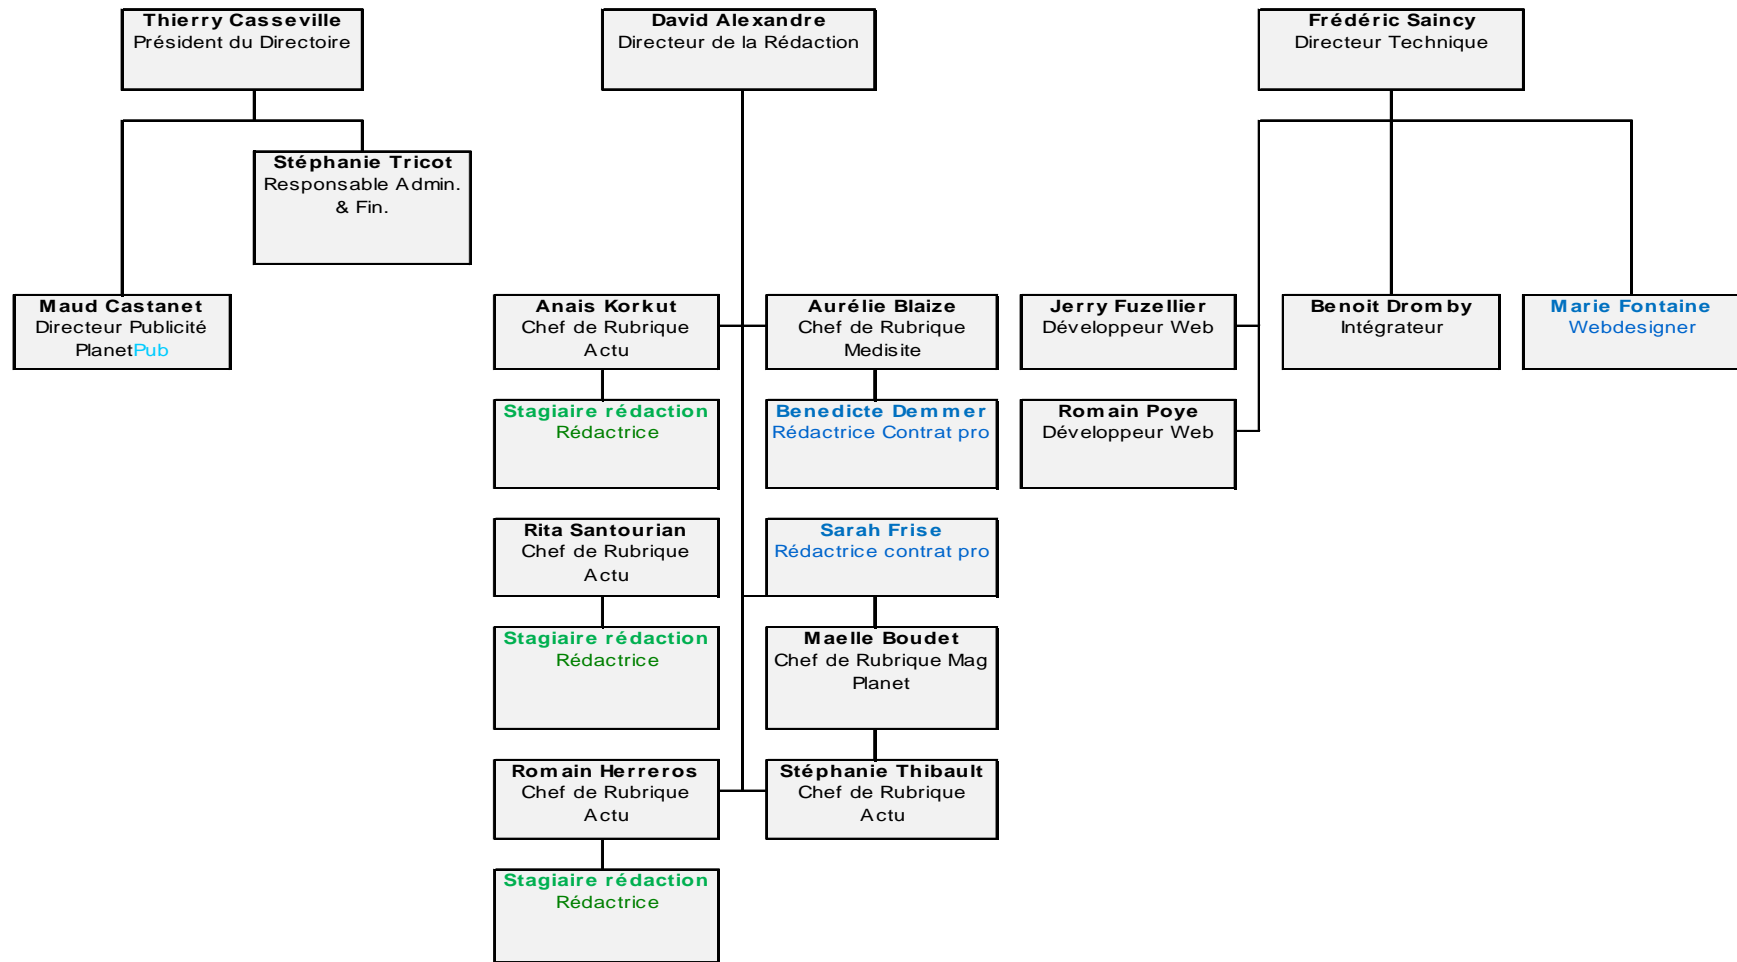 Thierry Casseville
Président du Directoire
David Alexandre
Directeur de la Rédaction
Frédéric Saincy
Directeur Technique
Stéphanie Tricot
Responsable Admin.
& Fin.
Maud Castanet
Directeur Publicité
PlanetPub
Anais Korkut
Chef de Rubrique
Actu
Aurélie Blaize
Chef de Rubrique
Medisite
Jerry Fuzellier
Développeur Web
Benoit Dromby
Intégrateur
Marie Fontaine
Webdesigner
Stagiaire rédaction
Rédactrice
Benedicte Demmer
Rédactrice Contrat pro
Romain Poye
Développeur Web
Rita Santourian
Chef de Rubrique
Actu
Sarah Frise
Rédactrice contrat pro
Stagiaire rédaction
Rédactrice
Maelle Boudet
Chef de Rubrique Mag
Planet
Romain Herreros
Chef de Rubrique
Actu
Stéphanie Thibault
Chef de Rubrique
Actu
Stagiaire rédaction
Rédactrice